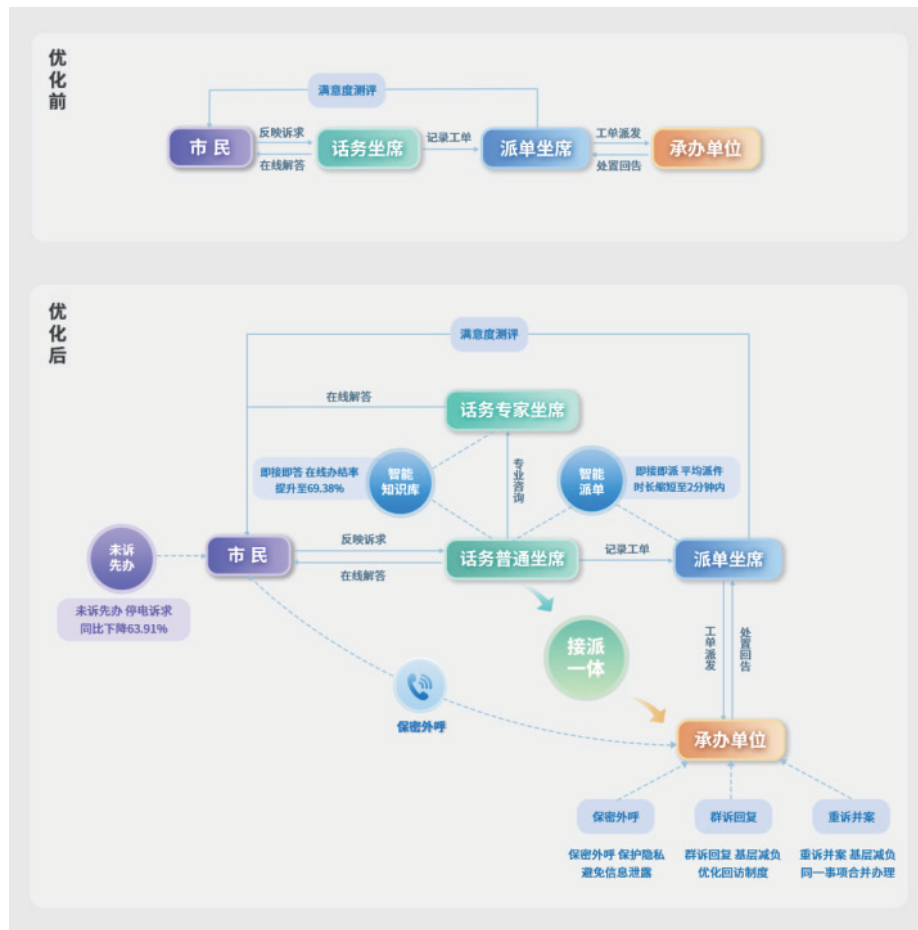 优化前
满意度测评
市民
反映诉求
在线解答
话务坐席
记录工单
派单坐席
工单派发
处置回告
承办单位
优化后
满意度测评
在线解答
话务专家坐席
即接即答 在线办结率
提升至69.38%
智能
知识库
专业咨询
智能
派单
即接即派 平均派件
时长缩短至2分钟内
未诉
先办
市民
反映诉求
在线解答
话务普通坐席
记录工单
派单坐席
未诉先办 停电诉求
同比下降63.91%
接派
一体
工单派发
处置回告
保密外呼
承办单位
保密外呼
群诉回复
重诉并案
保密外呼 保护隐私
避免信息泄露
群诉回复 基层减负
优化回访制度
重诉并案 基层减负
同一事项合并办理